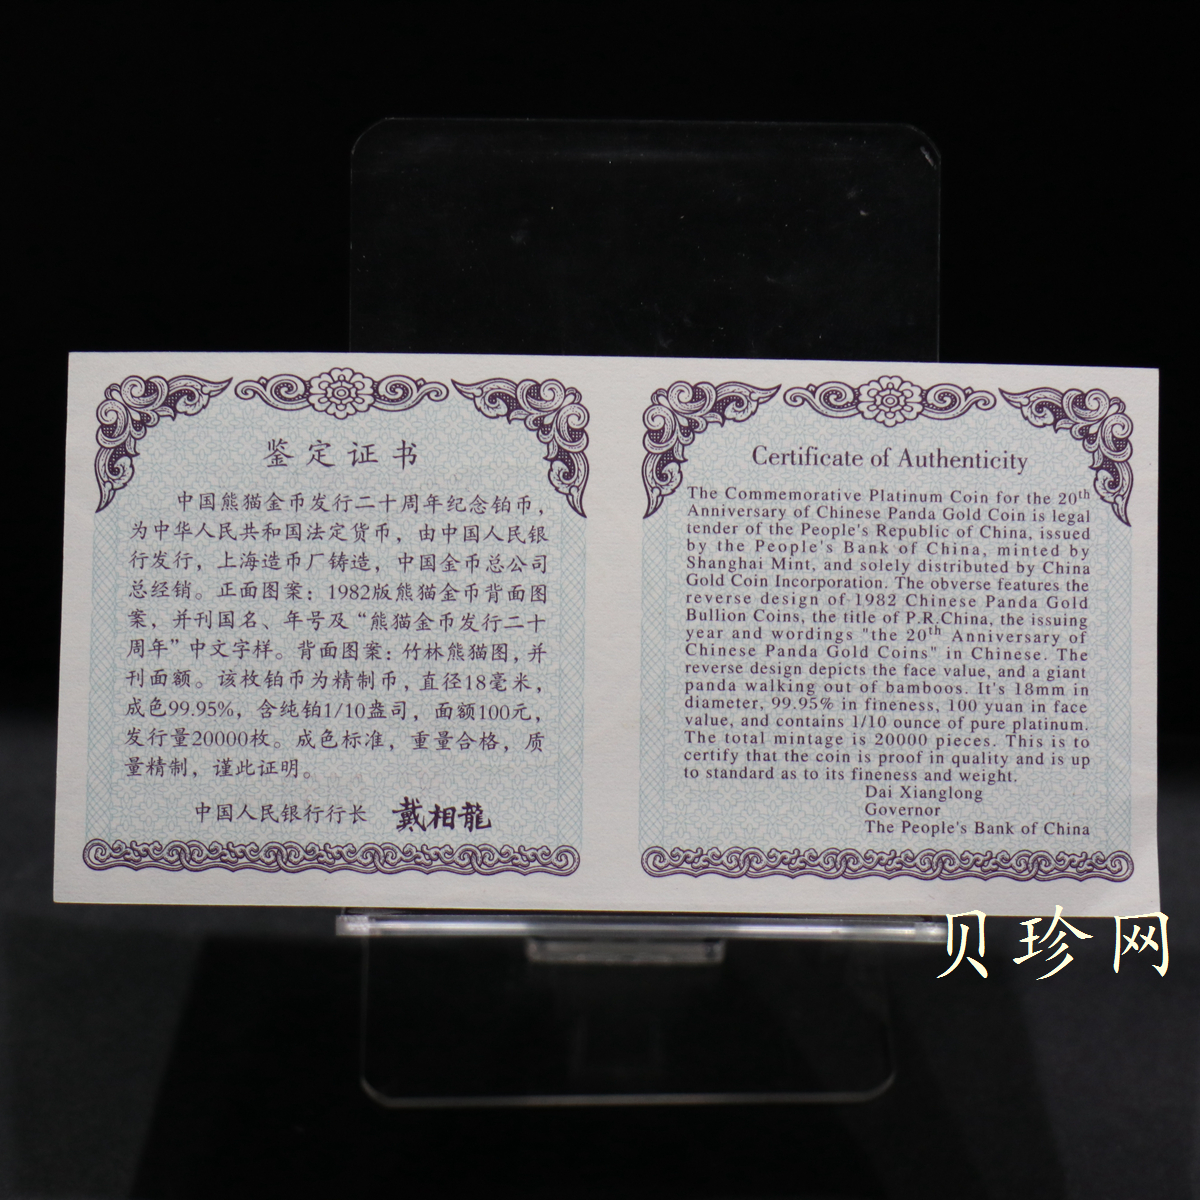 鉴定证书
中国熊猫金币发行二十周年纪念铂币,
为中华人民共和国法定货币，由中国人民银
行发行，上海造币厂铸造，中国金币总公司
总经销。正面图案：1982版熊猫金币背面图
案，并刊国名、年号及“熊猫金币发行二十
周年”中文字样。背面图案：竹林熊猫图，并
刊面额。该枚铂币为精制币，直径18毫米，
成色99.95%，含纯铂1/10盎司，面额100元，
发行量20000枚。成色标准，重量合格，质
量精制，谨此证明。
中国人民银行行长 戴相龍
Certificate of Authenticity
The Commemorative Platinum Coin for the 20th
Anniversary of Chinese Panda Gold Coin is legal
tender of the People's Republic of China, issued
by the People's Bank of China, minted by
Shanghai Mint, and solely distributed by China
Gold Coin Incorporation. The obverse features the
reverse design of 1982 Chinese Panda Gold
Bullion Coins, the title of P.R.China, the issuing
year and wordings "the 20th Anniversary of
Chinese Panda Gold Coins" in Chinese. The
reverse design depicts the face value, and a giant
panda walking out of bamboos. It's 18mm in
diameter, 99.95% in fineness, 100 yuan in face
value, and contains 1/10 ounce of pure platinum.
The total mintage is 20000 pieces. This is to
certify that the coin is proof in quality and is up
to standard as to its fineness and weight.
Dai Xianglong
Governor
The People's Bank of China
贝珍网